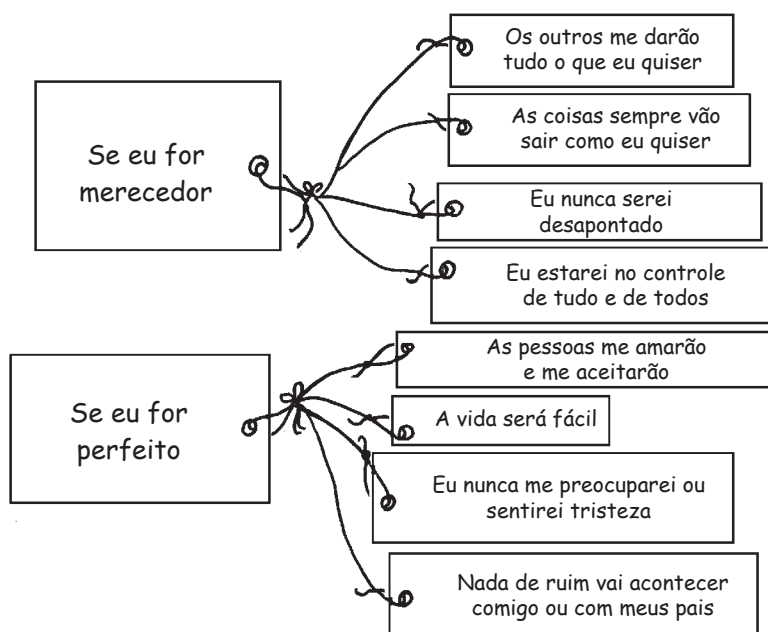 Se eu for
merecedor
Os outros me darão
tudo o que eu quiser
As coisas sempre vão
sair como eu quiser
Eu nunca serei
desapontado
Eu estarei no controle
de tudo e de todos
Se eu for
perfeito
As pessoas me amarão
e me aceitarão
A vida será fácil
Eu nunca me preocuparei ou
sentirei tristeza
Nada de ruim vai acontecer
comigo ou com meus pais